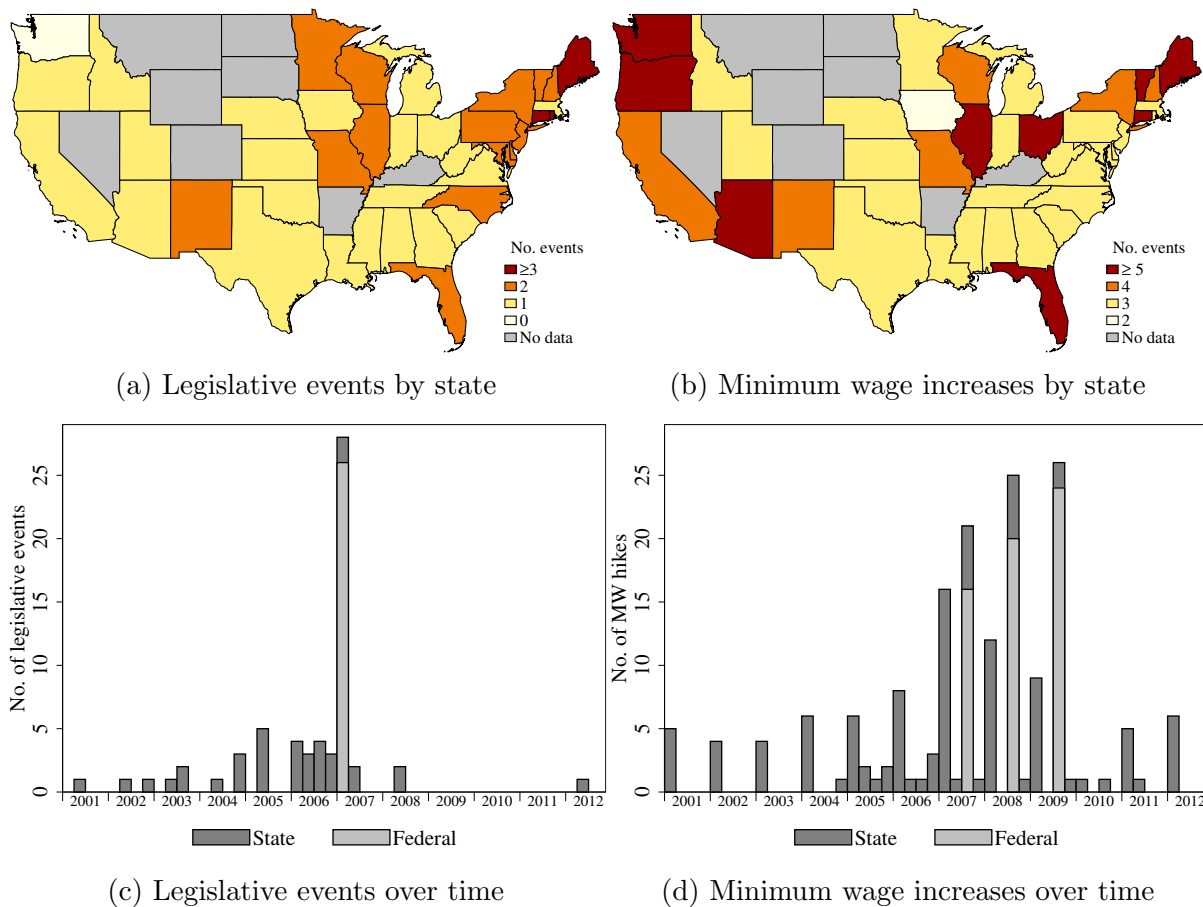 No. events
≥3
2
1
0
No data
No. events
≥ 5
4
3
2
No data
(a) Legislative events by state
(b) Minimum wage increases by state
No. of legislative events
0
5
10
15
20
25
2001 2002 2003 2004 2005 2006 2007 2008 2009 2010 2011 2012
State Federal
No. of MW hikes
0
5
10
15
20
25
2001 2002 2003 2004 2005 2006 2007 2008 2009 2010 2011 2012
State Federal
(c) Legislative events over time
(d) Minimum wage increases over time